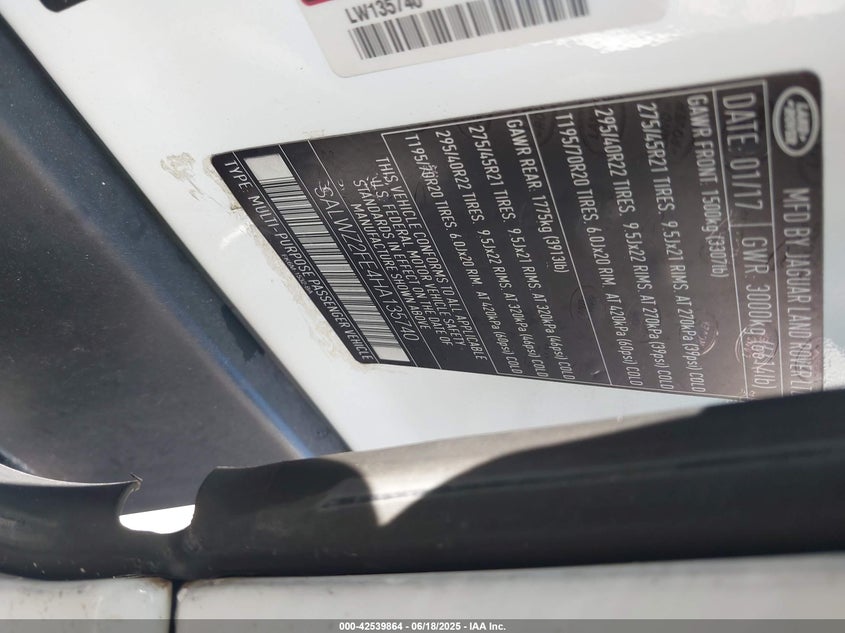 LW135740
LAND ROVER
MFD BY JAGUAR LAND ROVER
DATE: 01/17 GWR: 3000kg (6614lb)
GAWR FRONT: 1500kg (3307lb)
275/45R21 TIRES. 9.5Jx21 RIMS. AT 270kPA (39psi) COLD
295/40R22 TIRES. 9.5Jx22 RIMS. AT 270kPA (39psi) COLD
T195/70R20 TIRES. 6.0Jx20 RIM. AT 420kPA (60psi) COLD
GAWR REAR: 1775kg (3913lb)
275/45R21 TIRES. 9.5Jx21 RIMS. AT 320kPA (46psi) COLD
295/40R22 TIRES. 9.5Jx22 RIMS. AT 320kPA (46psi) COLD
T195/70R20 TIRES. 6.0Jx20 RIM. AT 420kPA (60psi) COLD
THIS VEHICLE CONFORMS TO ALL APPLICABLE
U.S. FEDERAL MOTOR VEHICLE SAFETY
STANDARDS IN EFFECT ON THE DATE OF
MANUFACTURE SHOWN ABOVE
SALWZ2FE4HA135740
TYPE: MULTI-PURPOSE PASSENGER VEHICLE
000-42539864 - 06/18/2025 - IAA Inc.